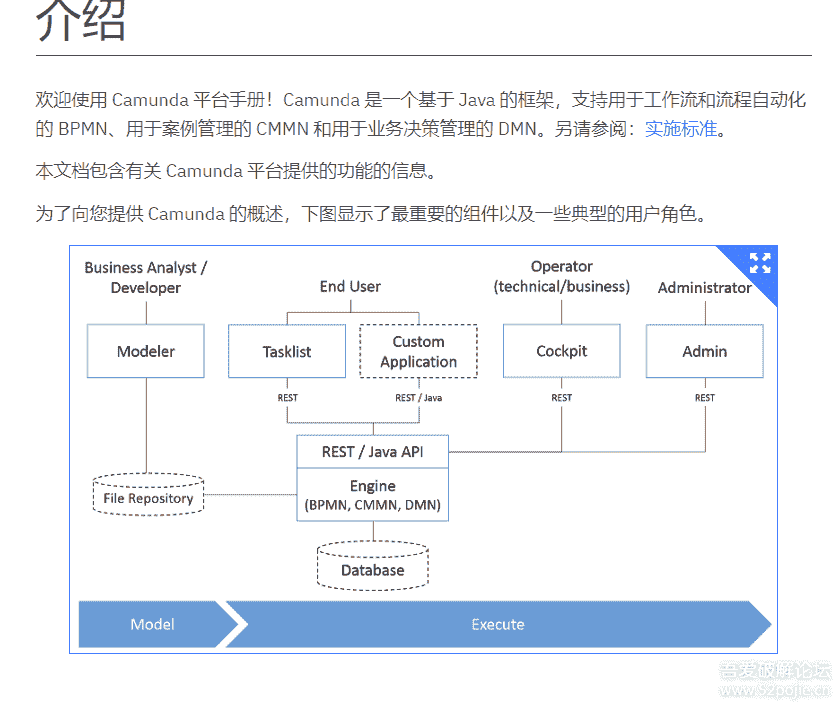 介绍
欢迎使用 Camunda 平台手册！Camunda 是一个基于 Java 的框架，支持用于工作流和流程自动化
的 BPMN、用于案例管理的 CMMN 和用于业务决策管理的 DMN。另请参阅：实施标准。
本文档包含有关 Camunda 平台提供的功能的信息。
为了向您提供 Camunda 的概述，下图显示了最重要的组件以及一些典型的用户角色。
Business Analyst /
Developer
End User
Operator
(technical/business)
Administrator
Modeler
Tasklist
Custom
Application
Cockpit
Admin
REST
REST / Java
REST
REST
REST / Java API
Engine
(BPMN, CMMN, DMN)
File Repository
Database
Model
Execute
吾爱破解论坛
www.52pojie.cn